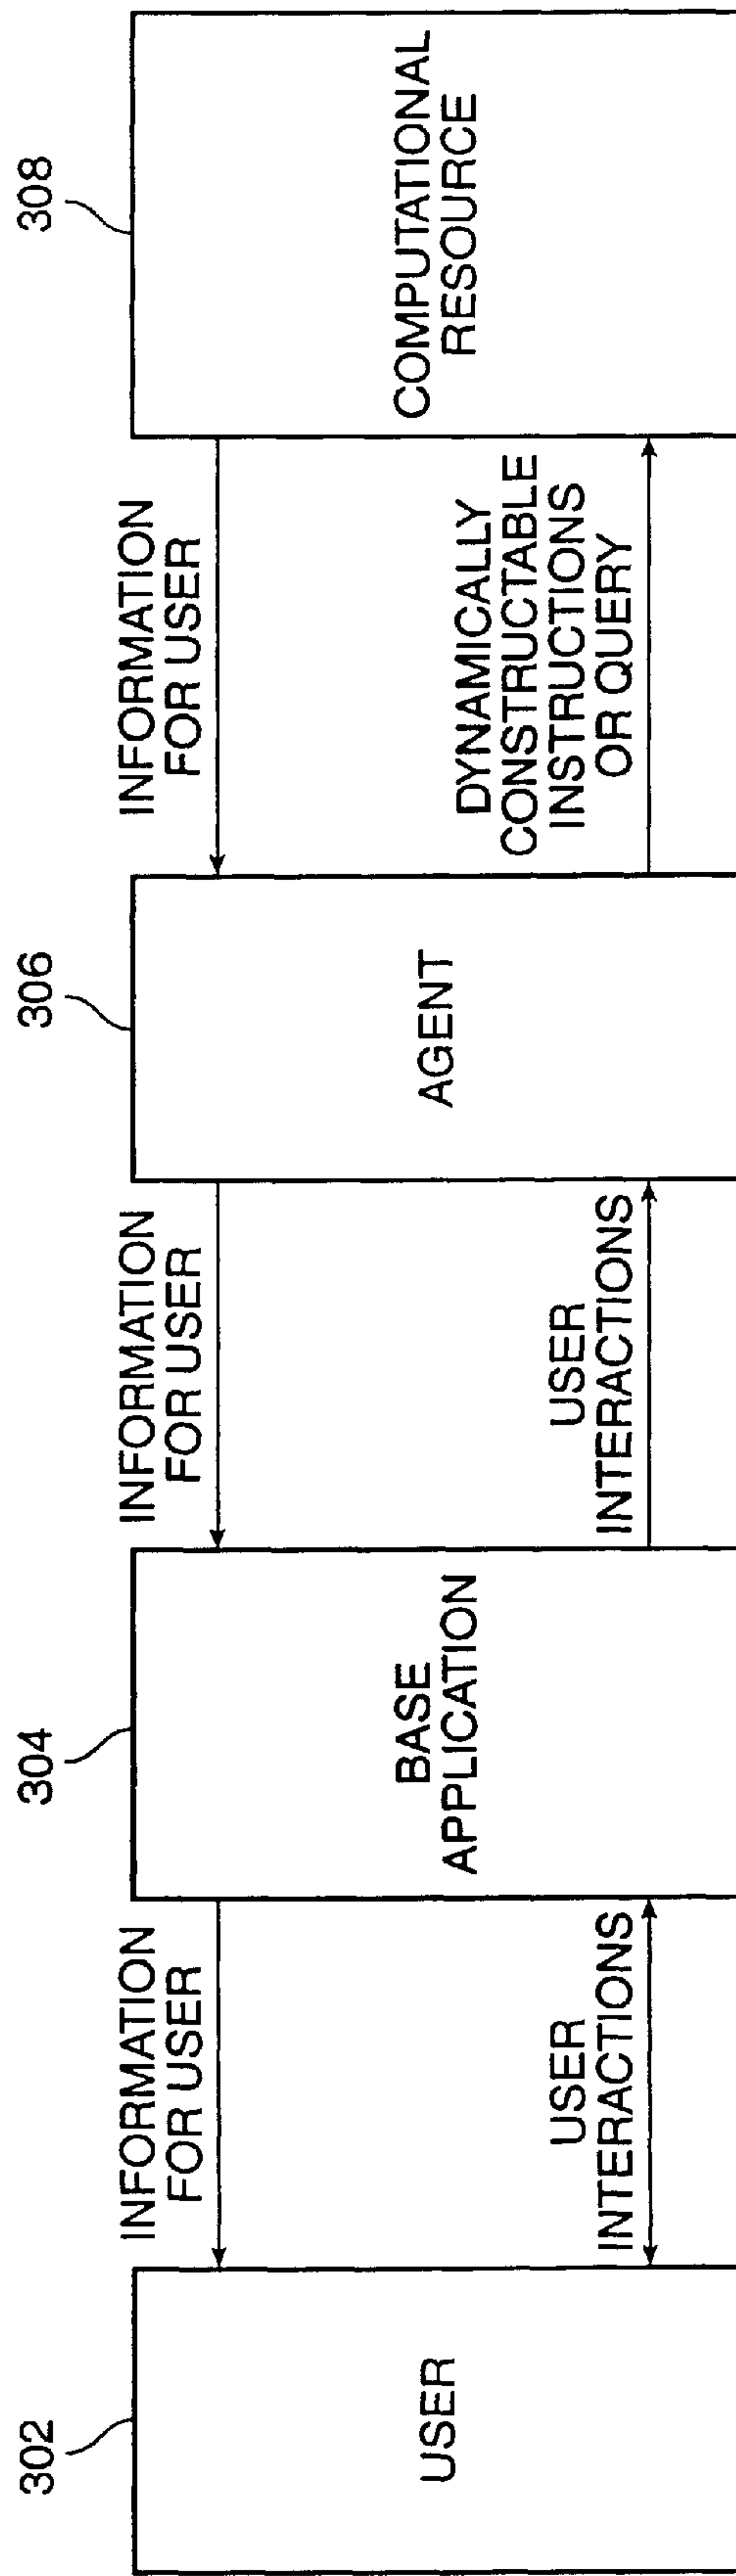 302
USER
INFORMATION
FOR USER
USER
INTERACTIONS
304
BASE
APPLICATION
INFORMATION
FOR USER
USER
INTERACTIONS
306
AGENT
INFORMATION
FOR USER
DYNAMICALLY
CONSTRUCTABLE
INSTRUCTIONS
OR QUERY
308
COMPUTATIONAL
RESOURCE